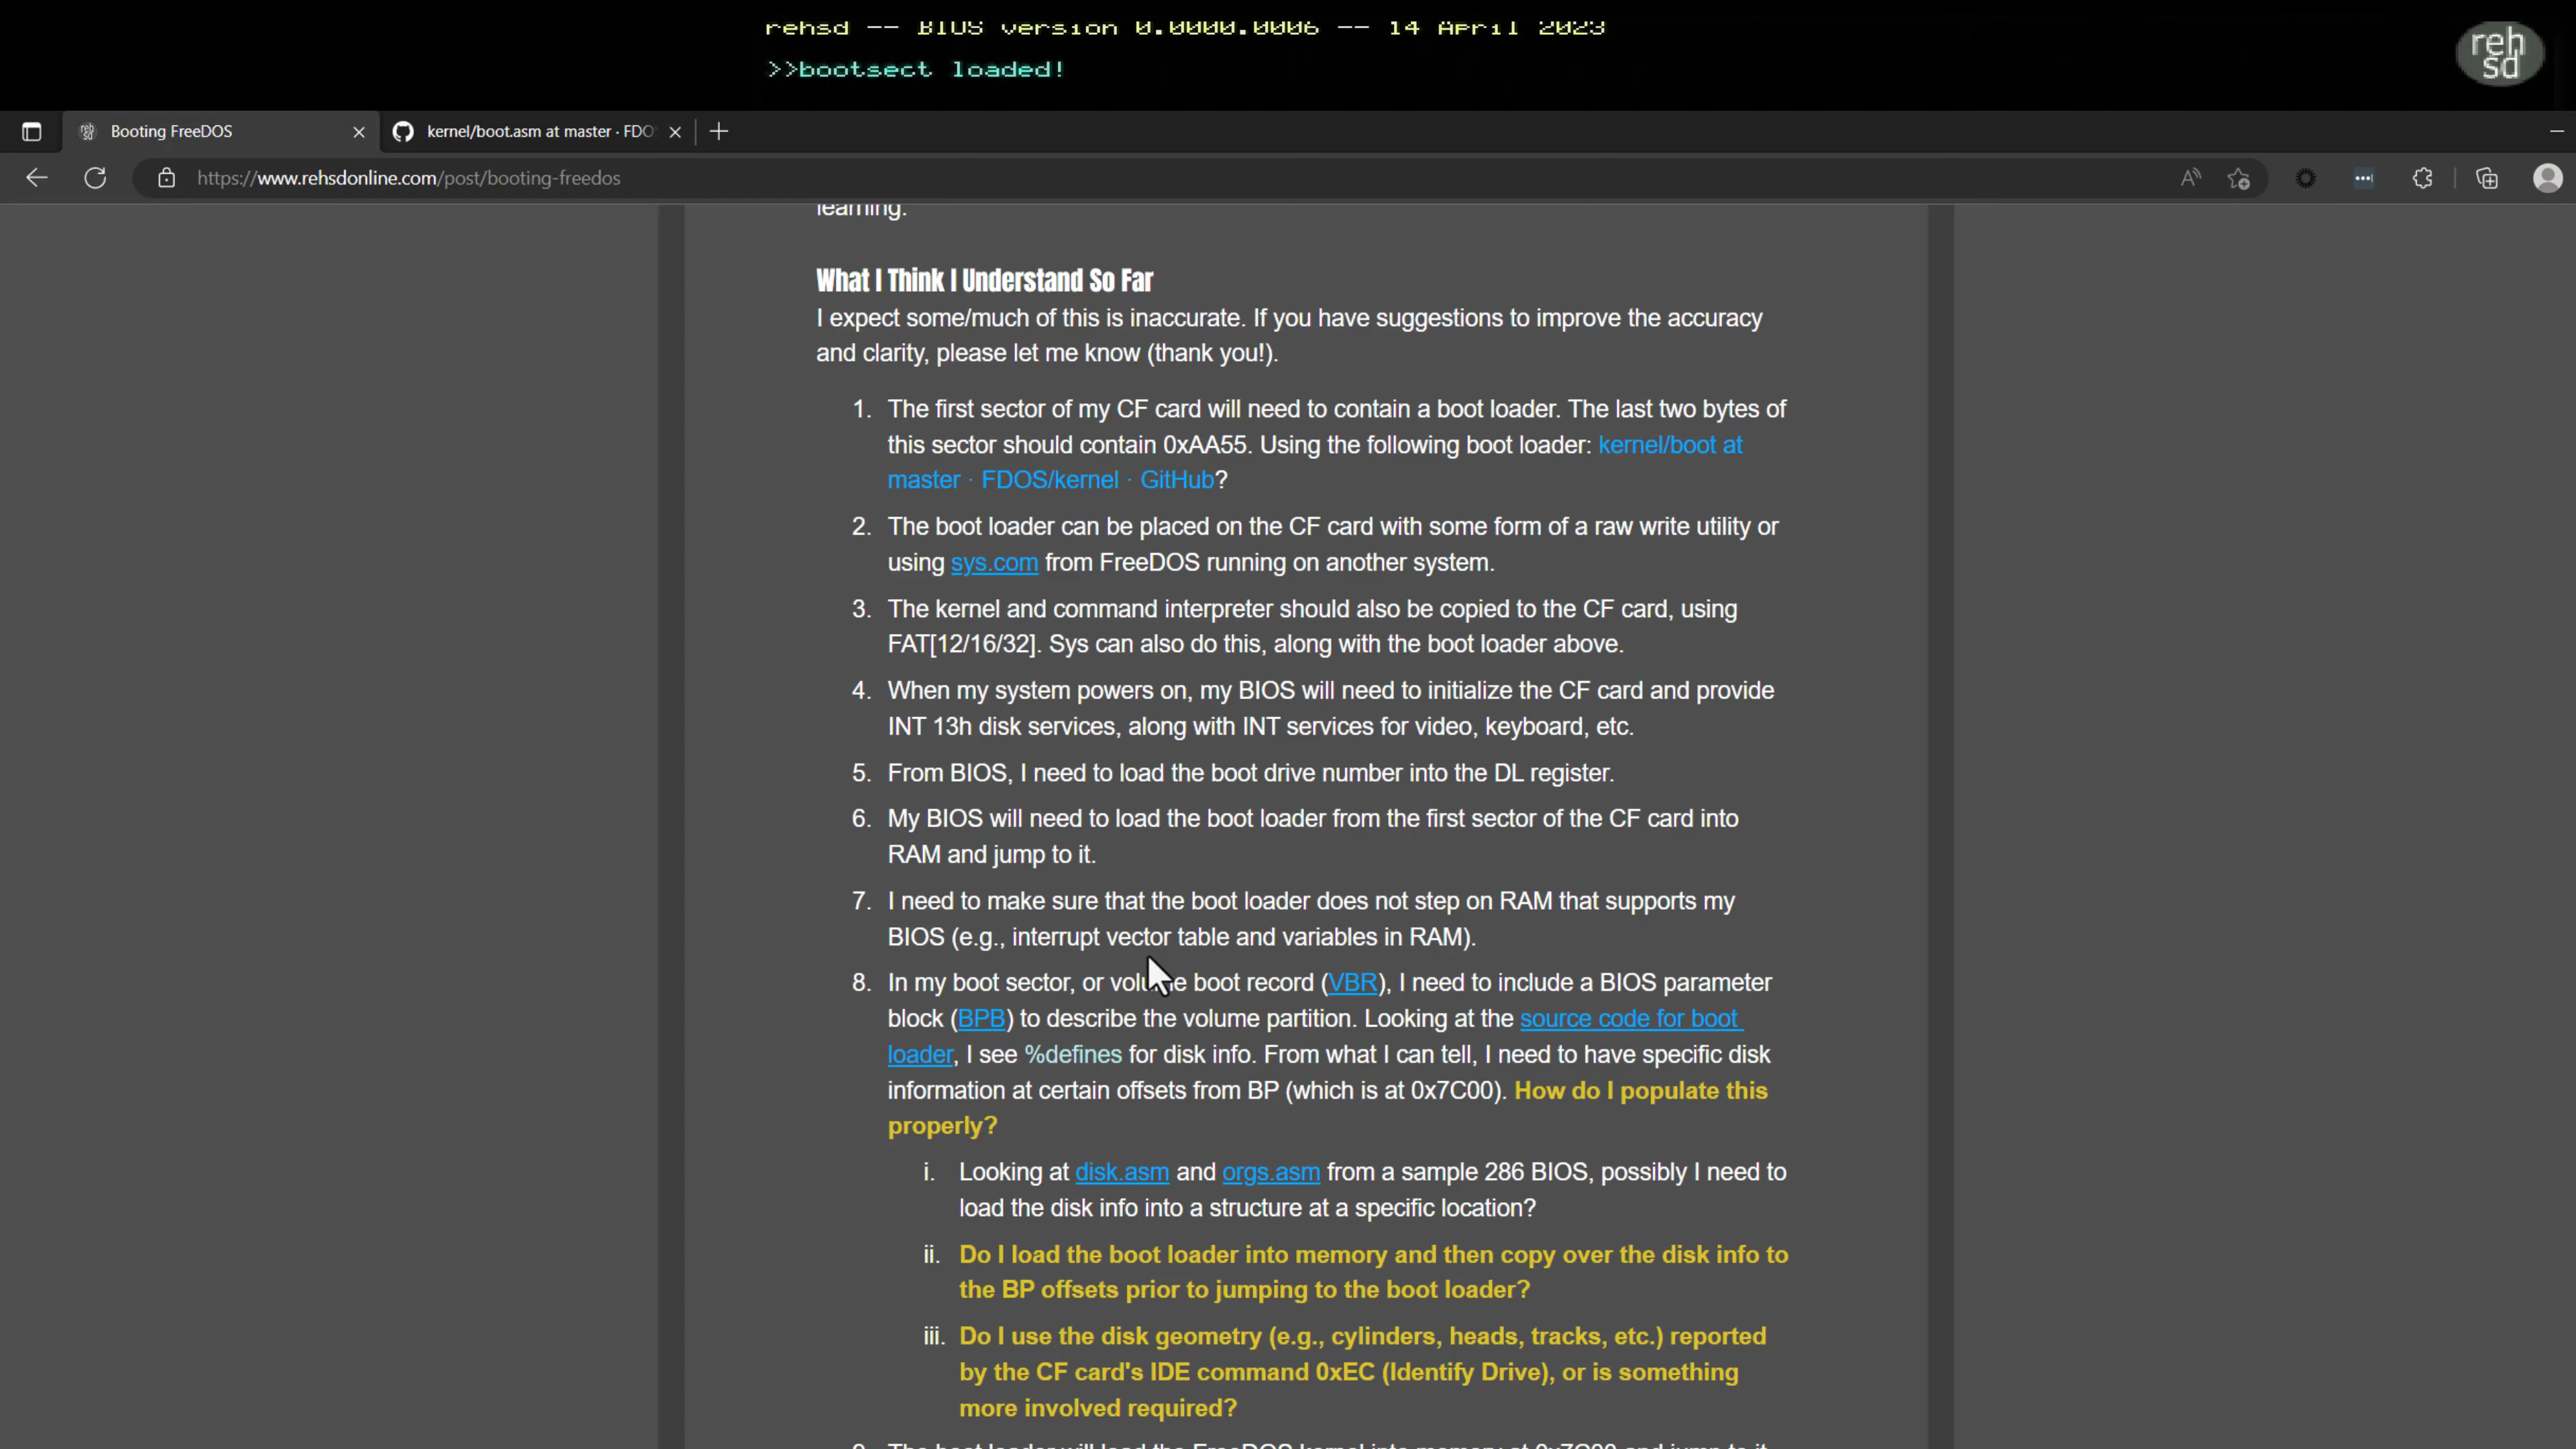 rehsd -- BIOS version 0.0000.0006 -- 14 April 2023
>>bootsect loaded!
reh
sd
Booting FreeDOS
kernel/boot.asm at master · FDO
https://www.rehsdonline.com/post/booting-freedos
learning.
What I Think I Understand So Far
I expect some/much of this is inaccurate. If you have suggestions to improve the accuracy
and clarity, please let me know (thank you!).
1. The first sector of my CF card will need to contain a boot loader. The last two bytes of
this sector should contain 0xAA55. Using the following boot loader: kernel/boot at
master · FDOS/kernel · GitHub?
2. The boot loader can be placed on the CF card with some form of a raw write utility or
using sys.com from FreeDOS running on another system.
3. The kernel and command interpreter should also be copied to the CF card, using
FAT[12/16/32]. Sys can also do this, along with the boot loader above.
4. When my system powers on, my BIOS will need to initialize the CF card and provide
INT 13h disk services, along with INT services for video, keyboard, etc.
5. From BIOS, I need to load the boot drive number into the DL register.
6. My BIOS will need to load the boot loader from the first sector of the CF card into
RAM and jump to it.
7. I need to make sure that the boot loader does not step on RAM that supports my
BIOS (e.g., interrupt vector table and variables in RAM).
8. In my boot sector, or volume boot record (VBR), I need to include a BIOS parameter
block (BPB) to describe the volume partition. Looking at the source code for boot
loader, I see %defines for disk info. From what I can tell, I need to have specific disk
information at certain offsets from BP (which is at 0x7C00). How do I populate this
properly?
i. Looking at disk.asm and orgs.asm from a sample 286 BIOS, possibly I need to
load the disk info into a structure at a specific location?
ii. Do I load the boot loader into memory and then copy over the disk info to
the BP offsets prior to jumping to the boot loader?
iii. Do I use the disk geometry (e.g., cylinders, heads, tracks, etc.) reported
by the CF card's IDE command 0xEC (Identify Drive), or is something
more involved required?
9. The boot loader will load the FreeDOS kernel into memory at 0x7C00 and jump to it